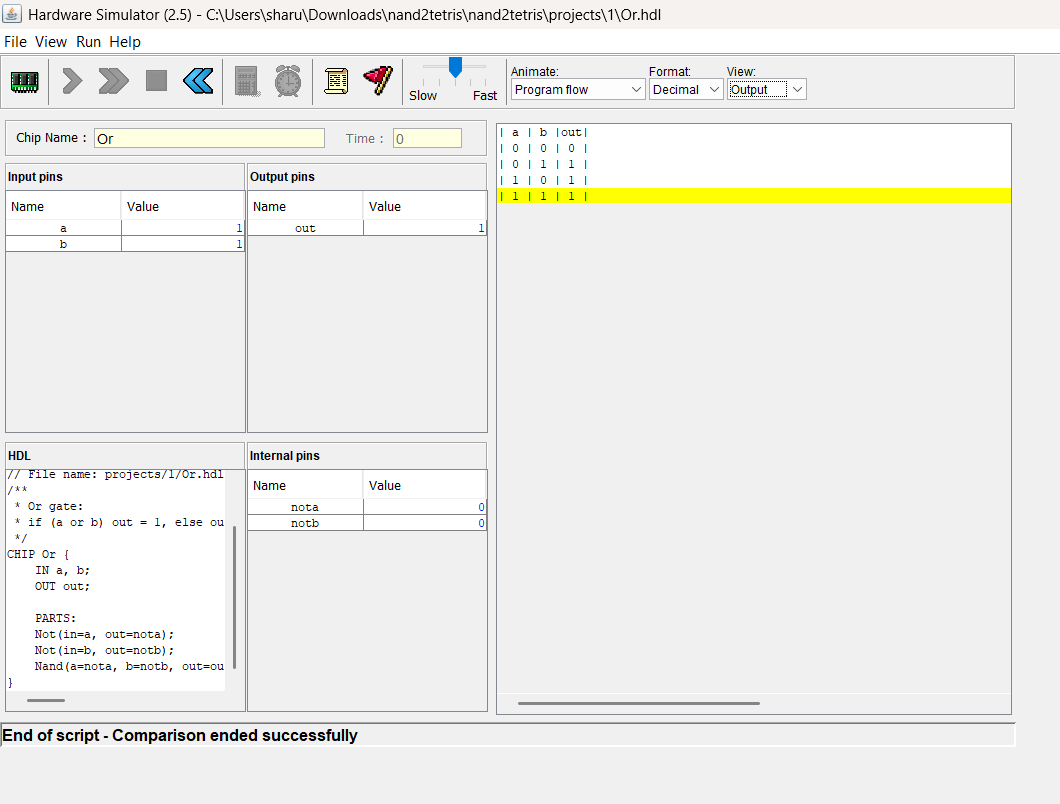 Hardware Simulator (2.5) - C:\Users\sharu\Downloads\nand2tetris\nand2tetris\projects\1\Or.hdl
File View Run Help
Slow Fast
Animate: Format: View:
Program flow Decimal Output
Chip Name : Or Time : 0
Input pins
Name Value
a 1
b 1
Output pins
Name Value
out 1
| a | b |out|
| 0 | 0 | 0 |
| 0 | 1 | 1 |
| 1 | 0 | 1 |
| 1 | 1 | 1 |
HDL
// File name: projects/1/Or.hdl
/**
* Or gate:
* if (a or b) out = 1, else ou
*/
CHIP Or {
IN a, b;
OUT out;
PARTS:
Not(in=a, out=nota);
Not(in=b, out=notb);
Nand(a=nota, b=notb, out=ou
}
Internal pins
Name Value
nota 0
notb 0
End of script - Comparison ended successfully